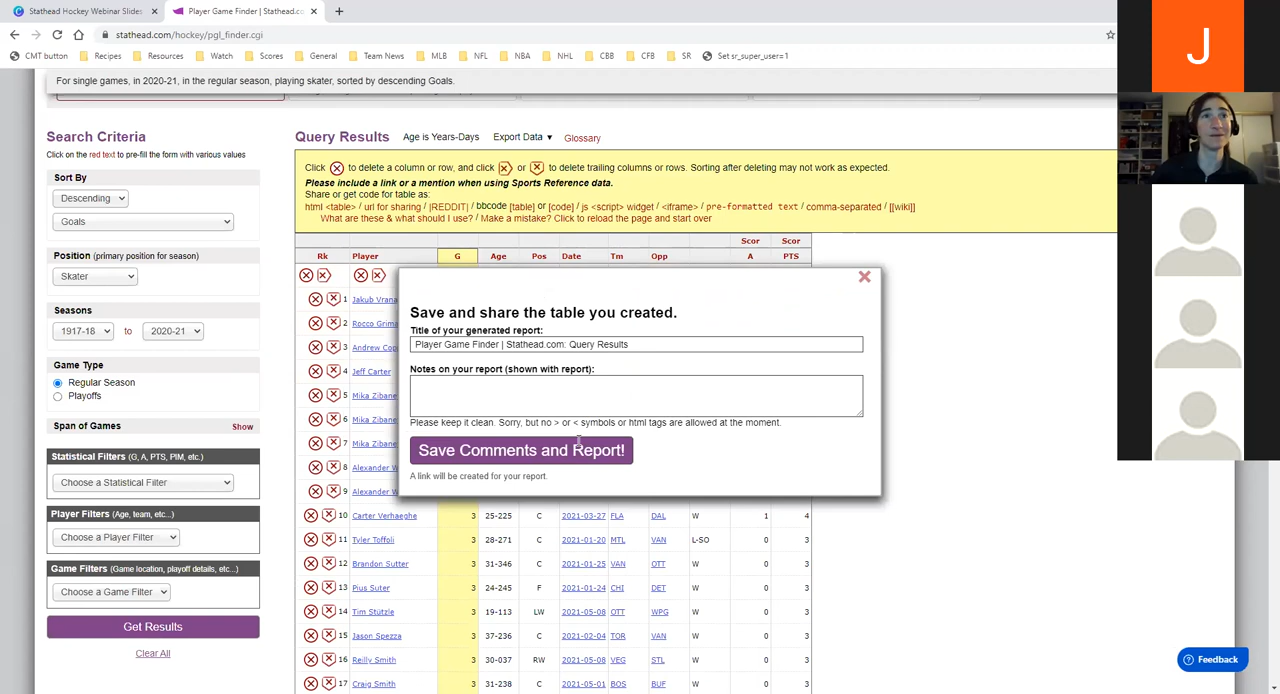 Stathead Hockey Webinar Slides
Player Game Finder | Stathead.com
stathead.com/hockey/pgl_finder.cgi
CMT button Recipes Resources Watch Scores General Team News MLB NFL NBA NHL CBB CFB SR Set sr_super_user=1
J
For single games, in 2020-21, in the regular season, playing skater, sorted by descending Goals.
Search Criteria
Click on the red text to pre-fill the form with various values
Sort By
Descending
Goals
Position (primary position for season)
Skater
Seasons
1917-18 to 2020-21
Game Type
Regular Season
Playoffs
Span of Games Show
Statistical Filters (G, A, PTS, PIM, etc.)
Choose a Statistical Filter
Player Filters (Age, team, etc...)
Choose a Player Filter
Game Filters (Game location, playoff details, etc...)
Choose a Game Filter
Get Results
Clear All
Query Results Age is Years-Days Export Data ▼ Glossary
Click to delete a column or row, and click or to delete trailing columns or rows. Sorting after deleting may not work as expected.
Please include a link or a mention when using Sports Reference data.
Share or get code for table as:
html <table> / url for sharing / |REDDIT| / bbcode [table] or [code] / js <script> widget / <iframe> / pre-formatted text / comma-separated / [[wiki]]
What are these & what should I use? / Make a mistake? Click to reload the page and start over
Scor Scor
Rk Player G Age Pos Date Tm Opp A PTS
1 Jakub Vrana
2 Rocco Grima
3 Andrew Cop
4 Jeff Carter
5 Mika Zibane
6 Mika Zibane
7 Mika Zibane
8 Alexander
9 Alexander
10 Carter Verhaeghe 3 25-225 C 2021-03-27 FLA DAL W 1 4
11 Tyler Toffoli 3 28-271 C 2021-01-20 MTL VAN L-SO 0 3
12 Brandon Sutter 3 31-346 C 2021-01-25 VAN OTT W 0 3
13 Pius Suter 3 24-245 F 2021-01-24 CHI DET W 0 3
14 Tim Stützle 3 19-113 LW 2021-05-08 OTT WPG W 0 3
15 Jason Spezza 3 37-236 C 2021-02-04 TOR VAN W 0 3
16 Reilly Smith 3 30-037 RW 2021-05-08 VEG STL W 0 3
17 Craig Smith 3 31-238 C 2021-05-01 BOS BUF W 0 3
Save and share the table you created.
Title of your generated report:
Player Game Finder | Stathead.com: Query Results
Notes on your report (shown with report):
Please keep it clean. Sorry, but no > or < symbols or html tags are allowed at the moment.
Save Comments and Report!
A link will be created for your report.
Feedback